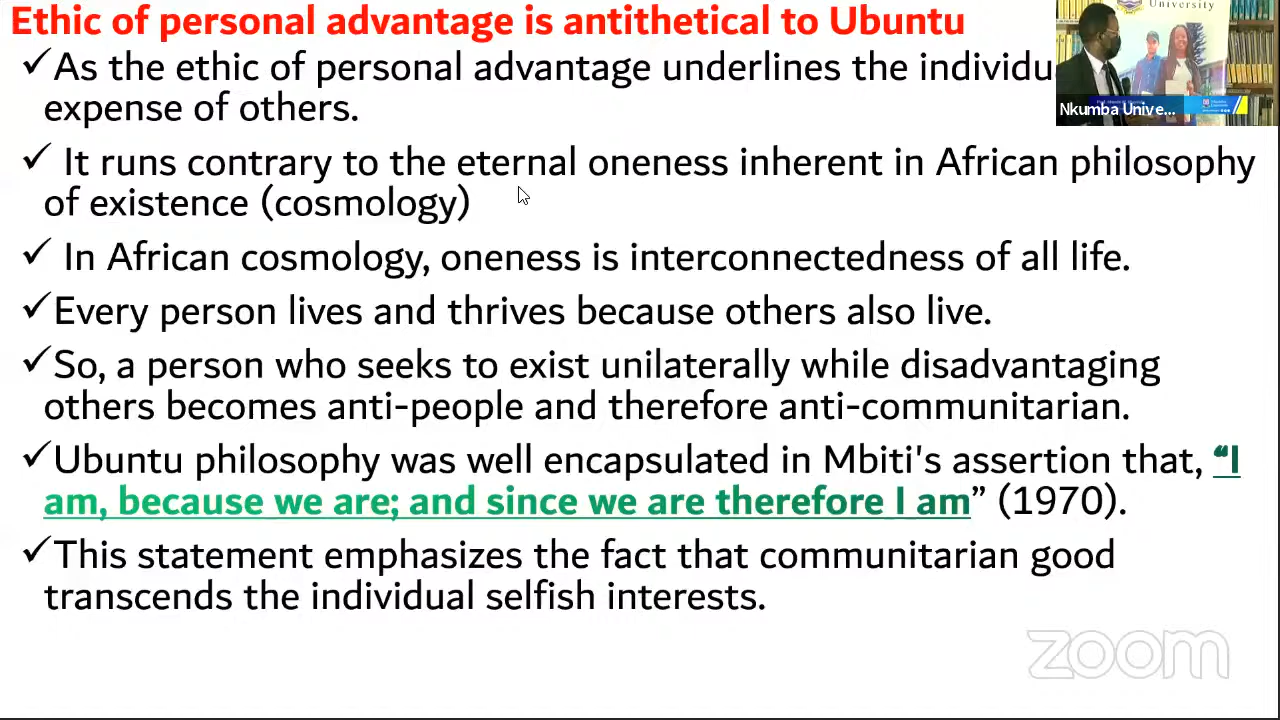 Ethic of personal advantage is antithetical to Ubuntu
✓As the ethic of personal advantage underlines the
expense of others.
✓ It runs contrary to the eternal oneness inherent in African philosophy
of existence (cosmology)
✓ In African cosmology, oneness is interconnectedness of all life.
✓Every person lives and thrives because others also live.
✓So, a person who seeks to exist unilaterally while disadvantaging
others becomes anti-people and therefore anti-communitarian.
✓Ubuntu philosophy was well encapsulated in Mbiti's assertion that, “I
am, because we are; and since we are therefore I am” (1970).
✓This statement emphasizes the fact that communitarian good
transcends the individual selfish interests.
University
Nkumba Unive...
zoom